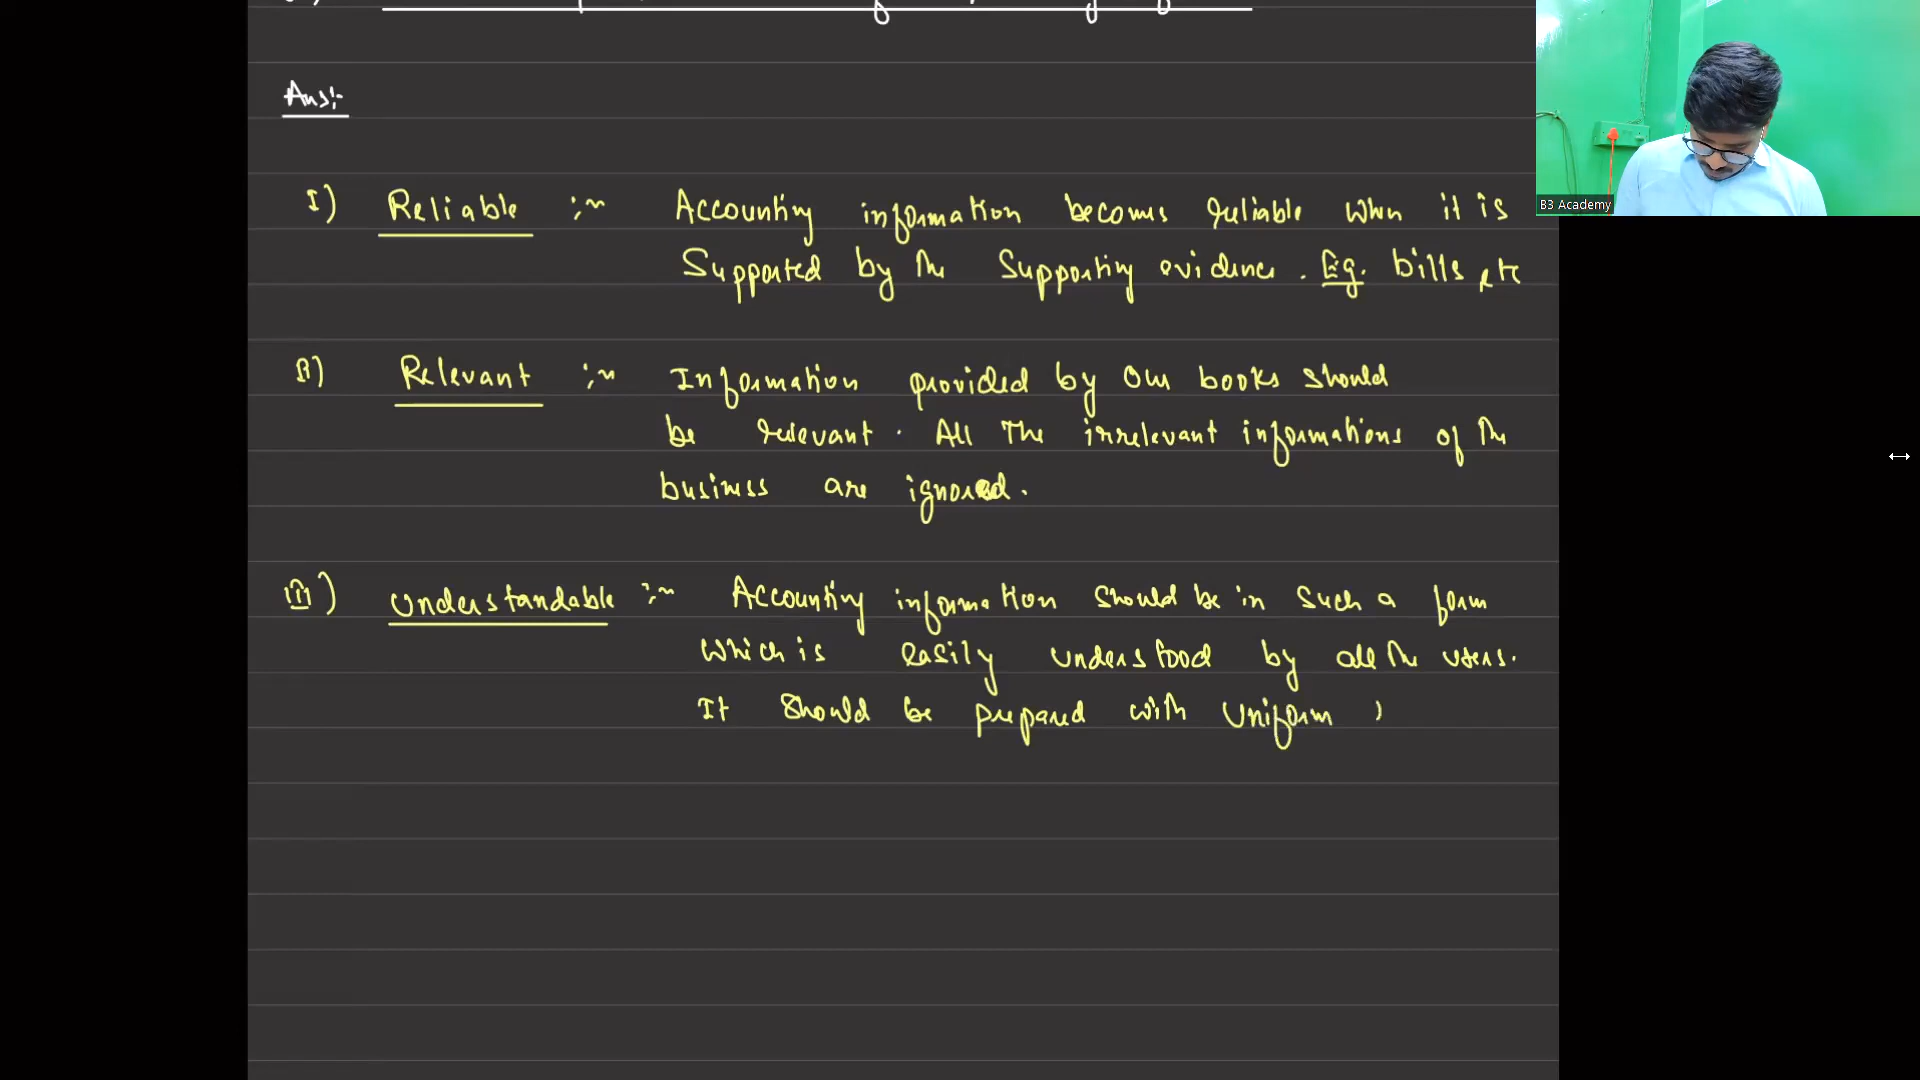 Ans:-
B3 Academy
I) Reliable :- Accounting information becomes reliable when it is
Supported by the Supporting evidence. Eg. bills, etc
II) Relevant :- Information provided by our books should
be relevant. All The irrelevant informations of the
business are ignored.
III) Understandable :- Accounting information should be in such a form
which is easily understood by all the users.
It should be prepared with uniform